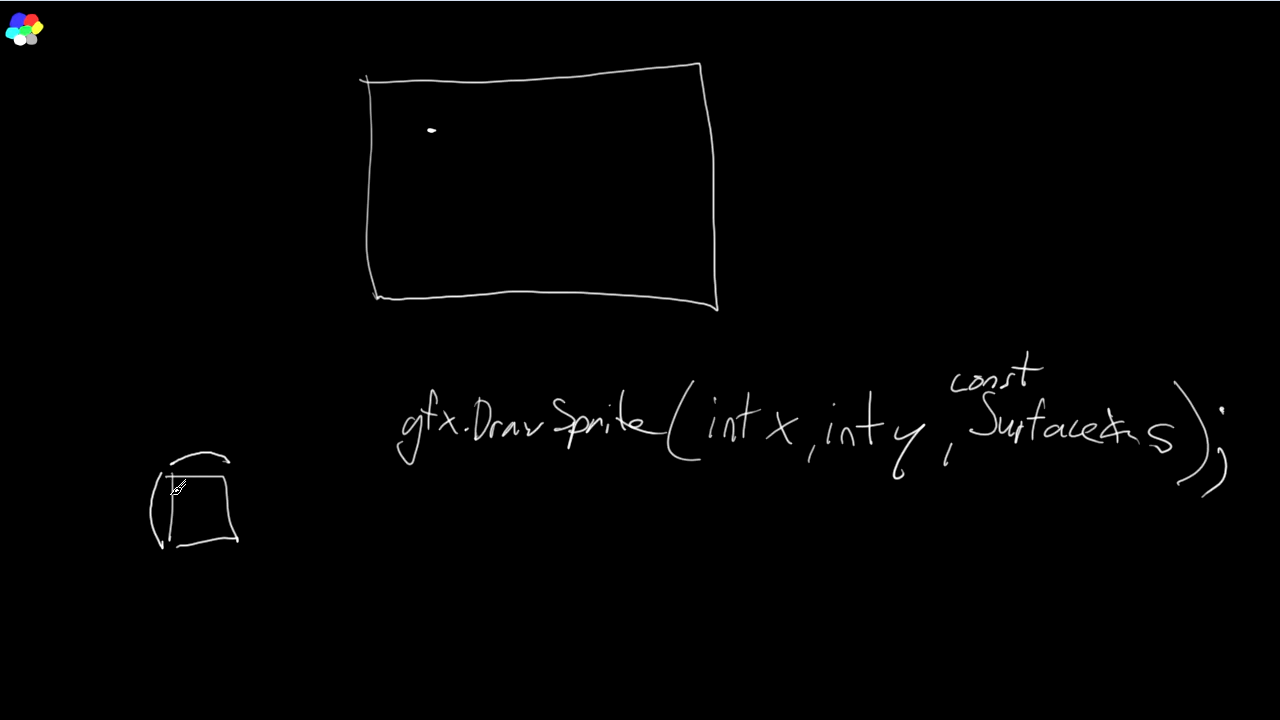 const
gfx.DrawSprite(int x, int y, Surface& s);